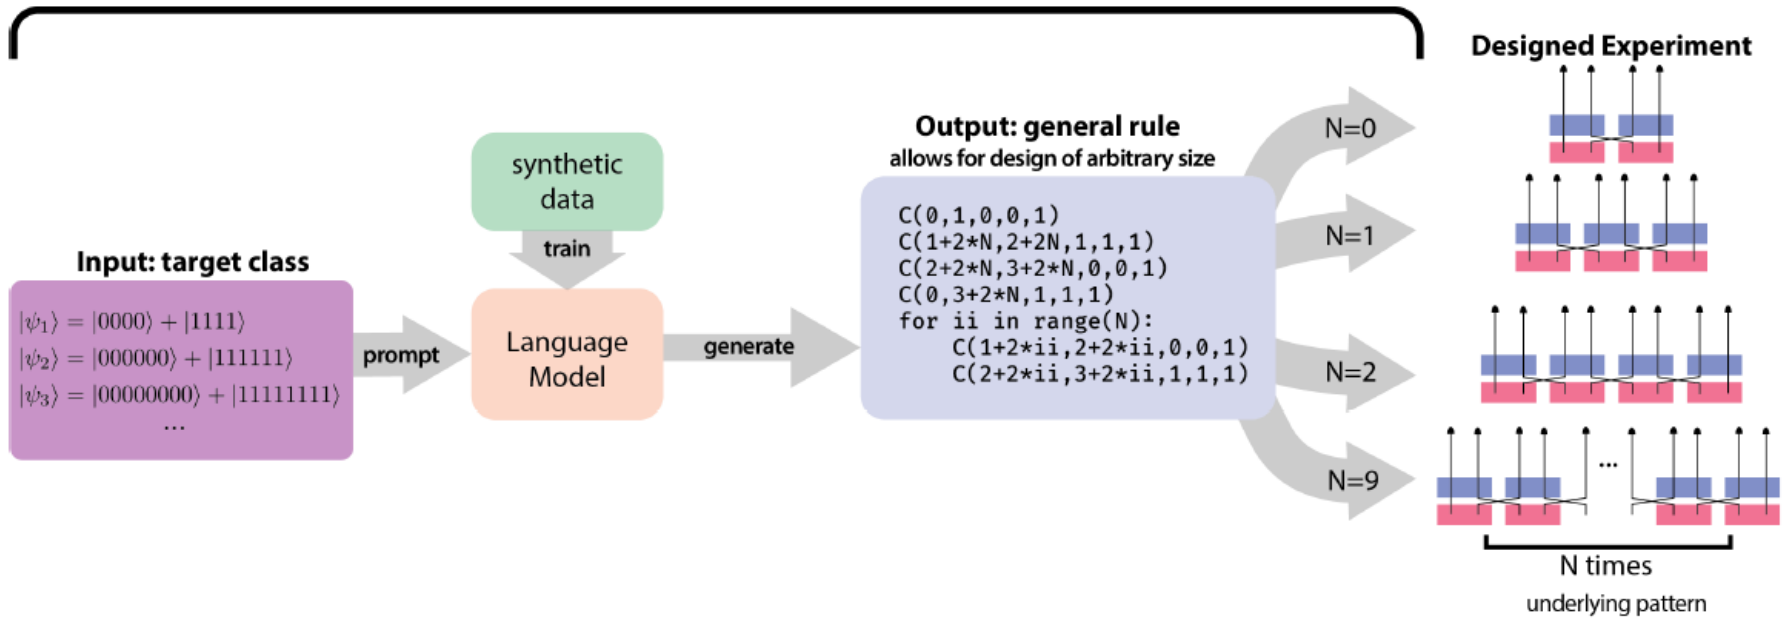 Input: target class
|ψ₁⟩ = |0000⟩ + |1111⟩
|ψ₂⟩ = |000000⟩ + |111111⟩
|ψ₃⟩ = |00000000⟩ + |11111111⟩
...
prompt
synthetic
data
train
Language
Model
generate
Output: general rule
allows for design of arbitrary size
C(0,1,0,0,1)
C(1+2*N,2+2N,1,1,1)
C(2+2*N,3+2*N,0,0,1)
C(0,3+2*N,1,1,1)
for ii in range(N):
    C(1+2*ii,2+2*ii,0,0,1)
    C(2+2*ii,3+2*ii,1,1,1)
N=0
N=1
N=2
N=9
Designed Experiment
...
N times
underlying pattern